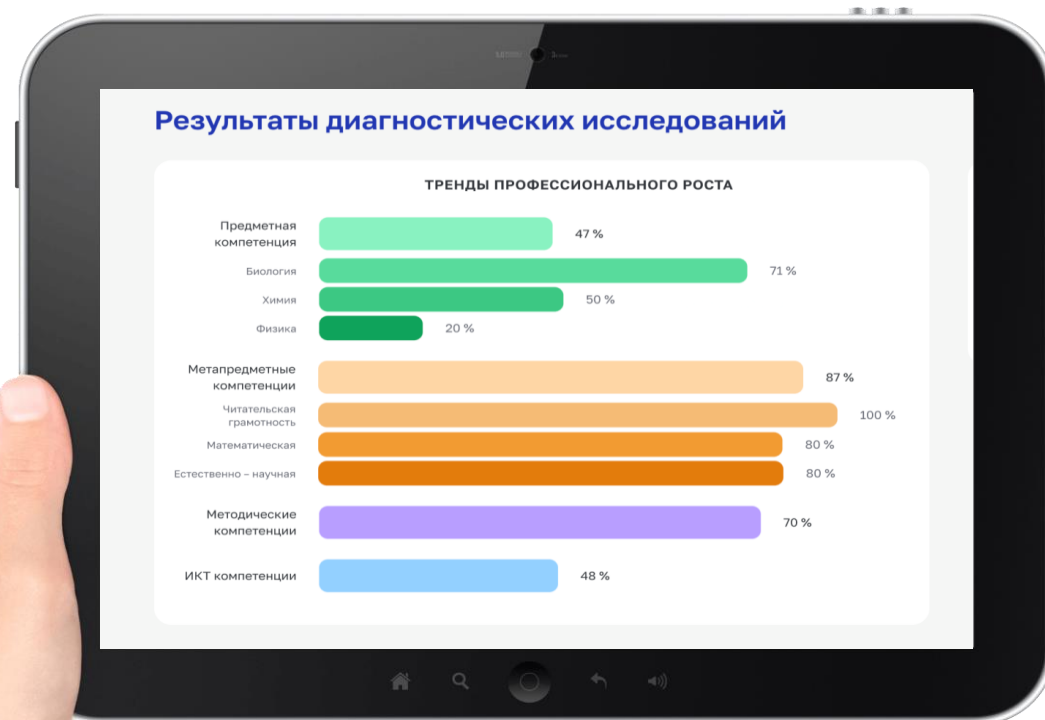 Результаты диагностических исследований
ТРЕНДЫ ПРОФЕССИОНАЛЬНОГО РОСТА
Предметная
компетенция
47 %
Биология
71 %
Химия
50 %
Физика
20 %
Метапредметные
компетенции
87 %
Читательская
грамотность
100 %
Математическая
80 %
Естественно – научная
80 %
Методические
компетенции
70 %
ИКТ компетенции
48 %